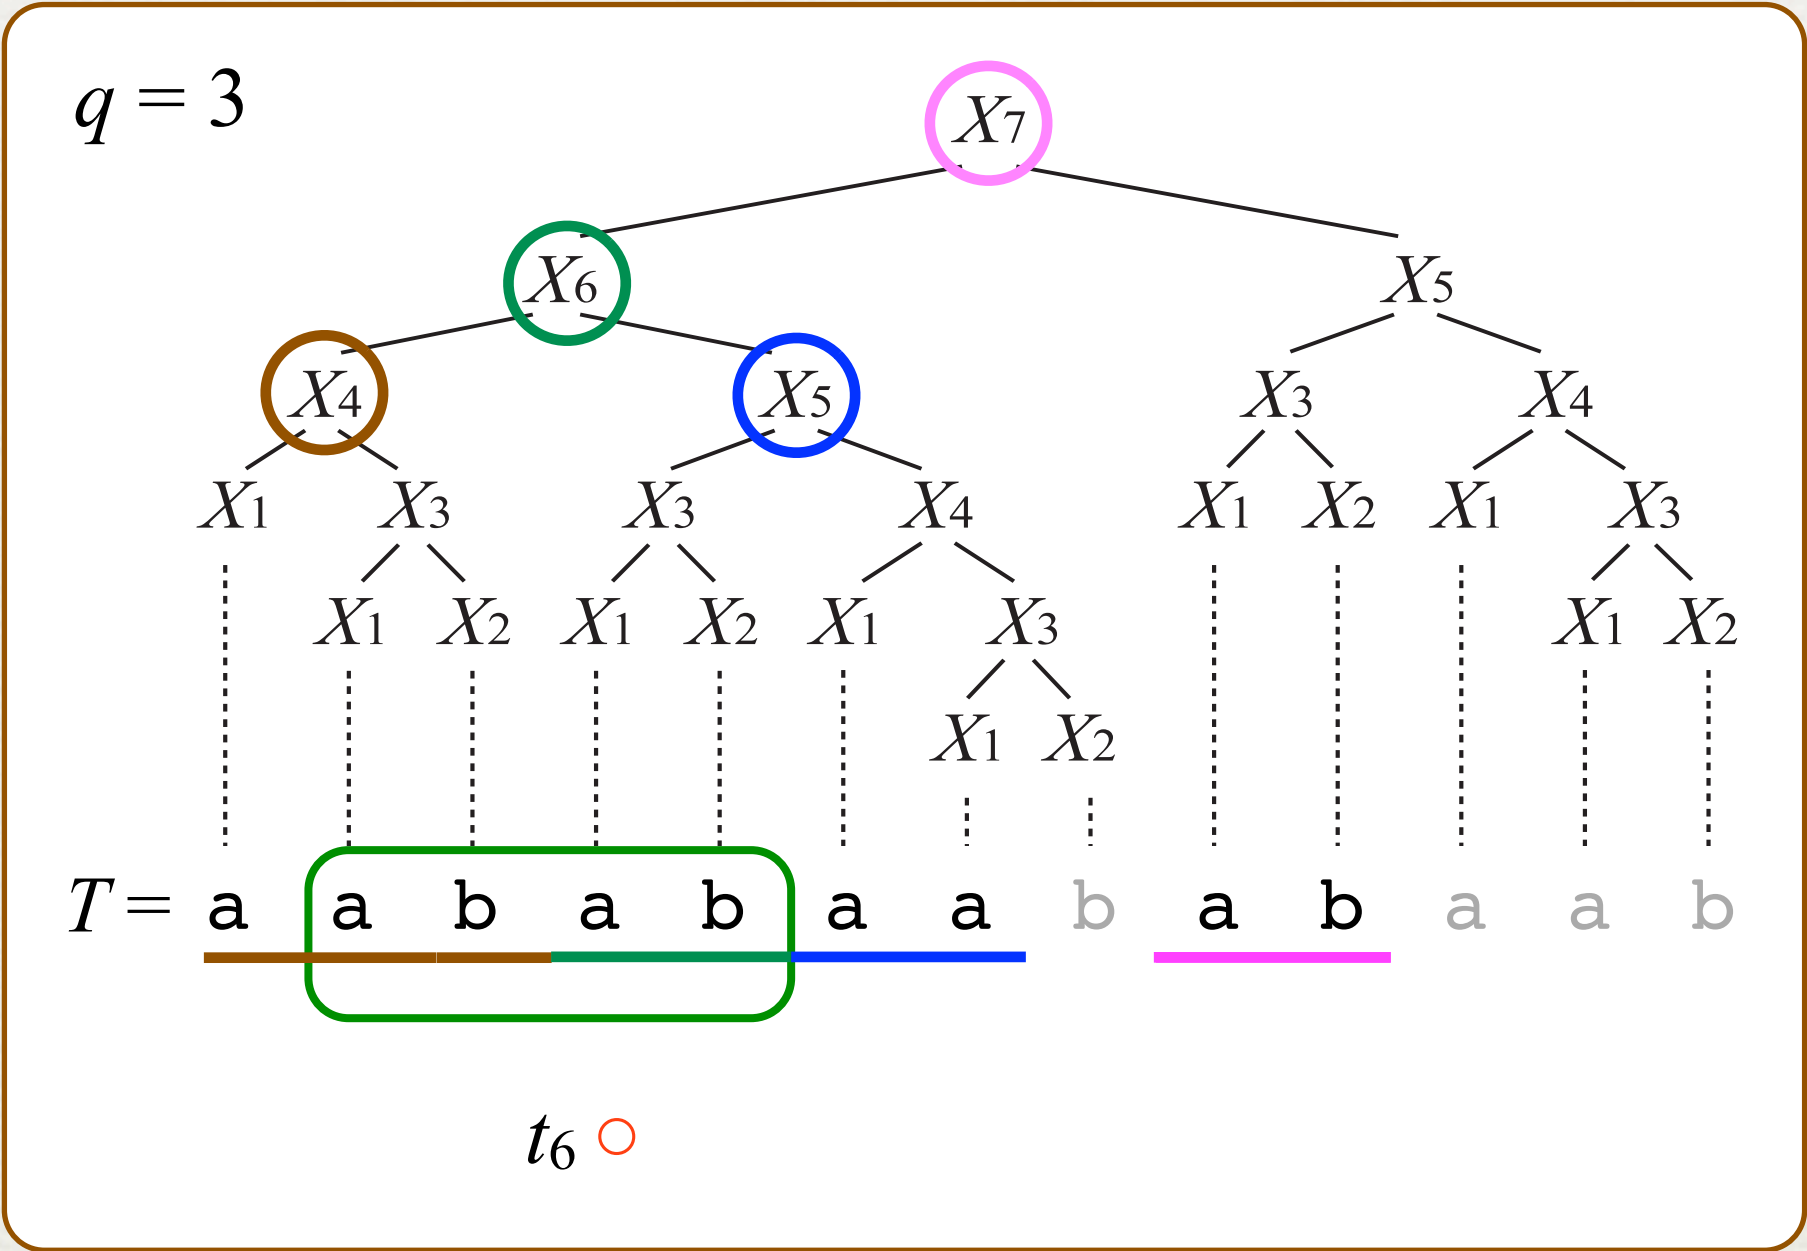 q = 3
X7
X6 X5
X4 X5 X3 X4
X1 X3 X3 X4 X1 X2 X1 X3
X1 X2 X1 X2 X1 X3 X1 X2
X1 X2
T = a a b a b a a b a b a a b
t6